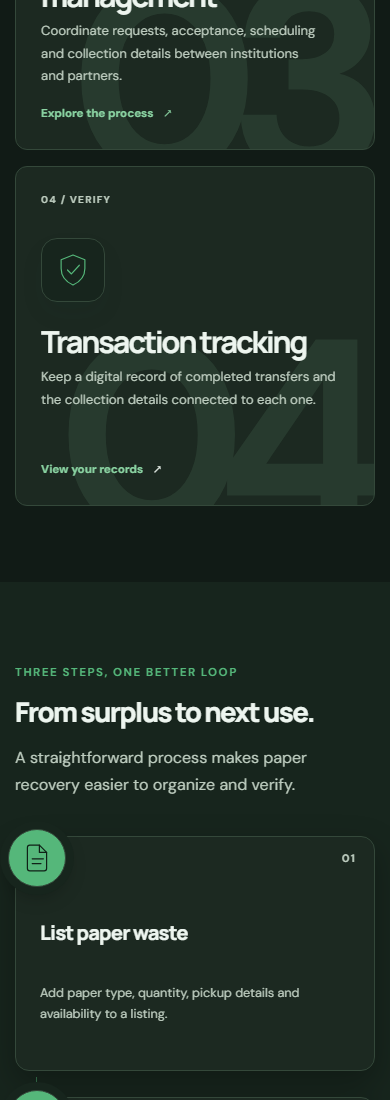 management
03
Coordinate requests, acceptance, scheduling
and collection details between institutions
and partners.
Explore the process ↗
04 / VERIFY
Transaction tracking
04
Keep a digital record of completed transfers and
the collection details connected to each one.
View your records ↗
THREE STEPS, ONE BETTER LOOP
From surplus to next use.
A straightforward process makes paper
recovery easier to organize and verify.
01
List paper waste
Add paper type, quantity, pickup details and
availability to a listing.